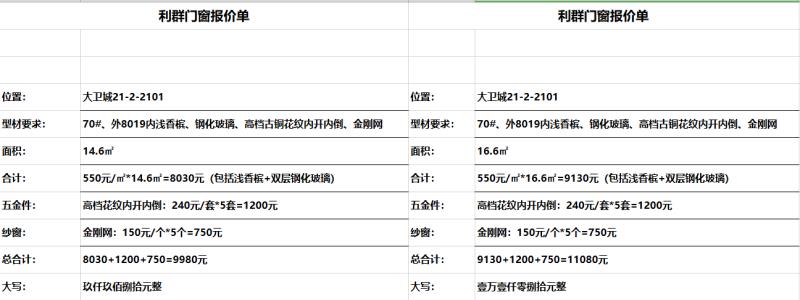 利群门窗报价单
位置： 大卫城21-2-2101
型材要求： 70#、外8019内浅香槟、钢化玻璃、高档古铜花纹内开内倒、金刚网
面积： 14.6㎡
合计： 550元/㎡*14.6㎡=8030元（包括浅香槟+双层钢化玻璃）
五金件： 高档花纹内开内倒：240元/套*5套=1200元
纱窗： 金刚网：150元/个*5个=750元
总合计： 8030+1200+750=9980元
大写： 玖仟玖佰捌拾元整
利群门窗报价单
位置： 大卫城21-2-2101
型材要求： 70#、外8019内浅香槟、钢化玻璃、高档古铜花纹内开内倒、金刚网
面积： 16.6㎡
合计： 550元/㎡*16.6㎡=9130元（包括浅香槟+双层钢化玻璃）
五金件： 高档花纹内开内倒：240元/套*5套=1200元
纱窗： 金刚网：150元/个*5个=750元
总合计： 9130+1200+750=11080元
大写： 壹万壹仟零捌拾元整